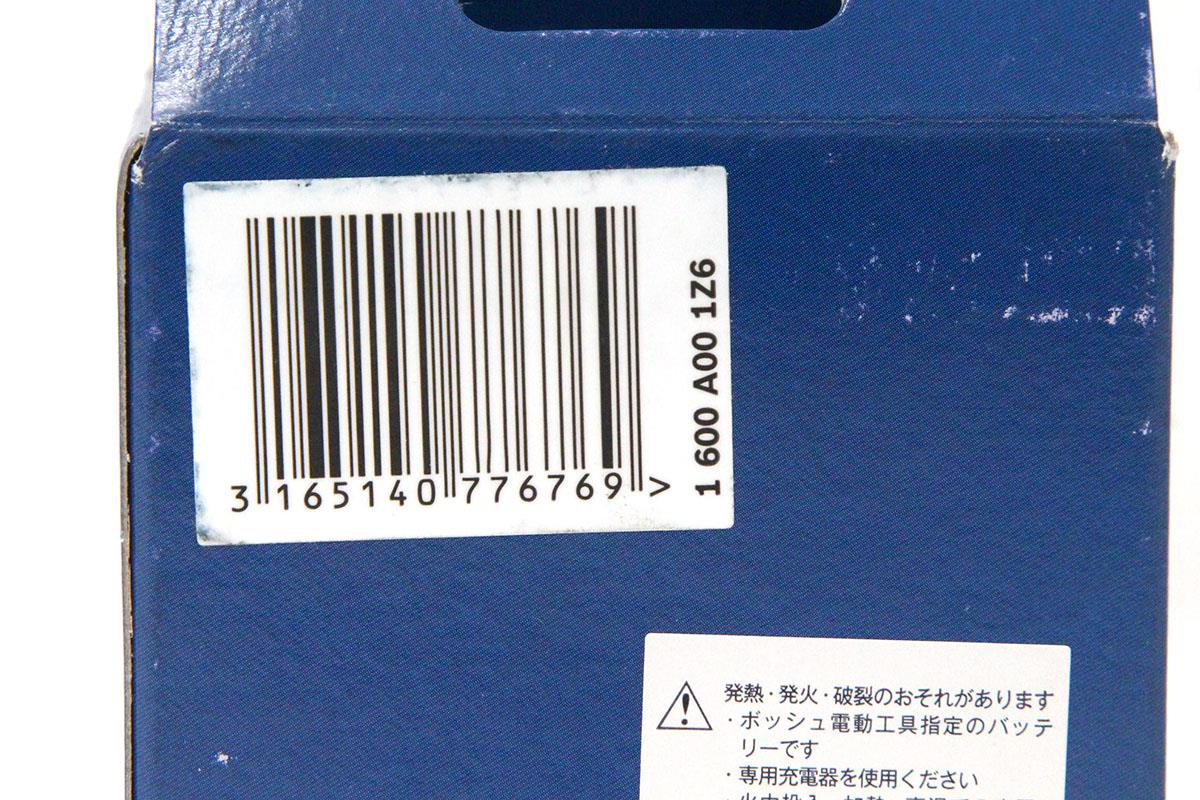 3 165140 776769 >
1 600 A00 1Z6
発熱・発火・破裂のおそれがあります
・ボッシュ電動工具指定のバッテ
リーです
・専用充電器を使用ください